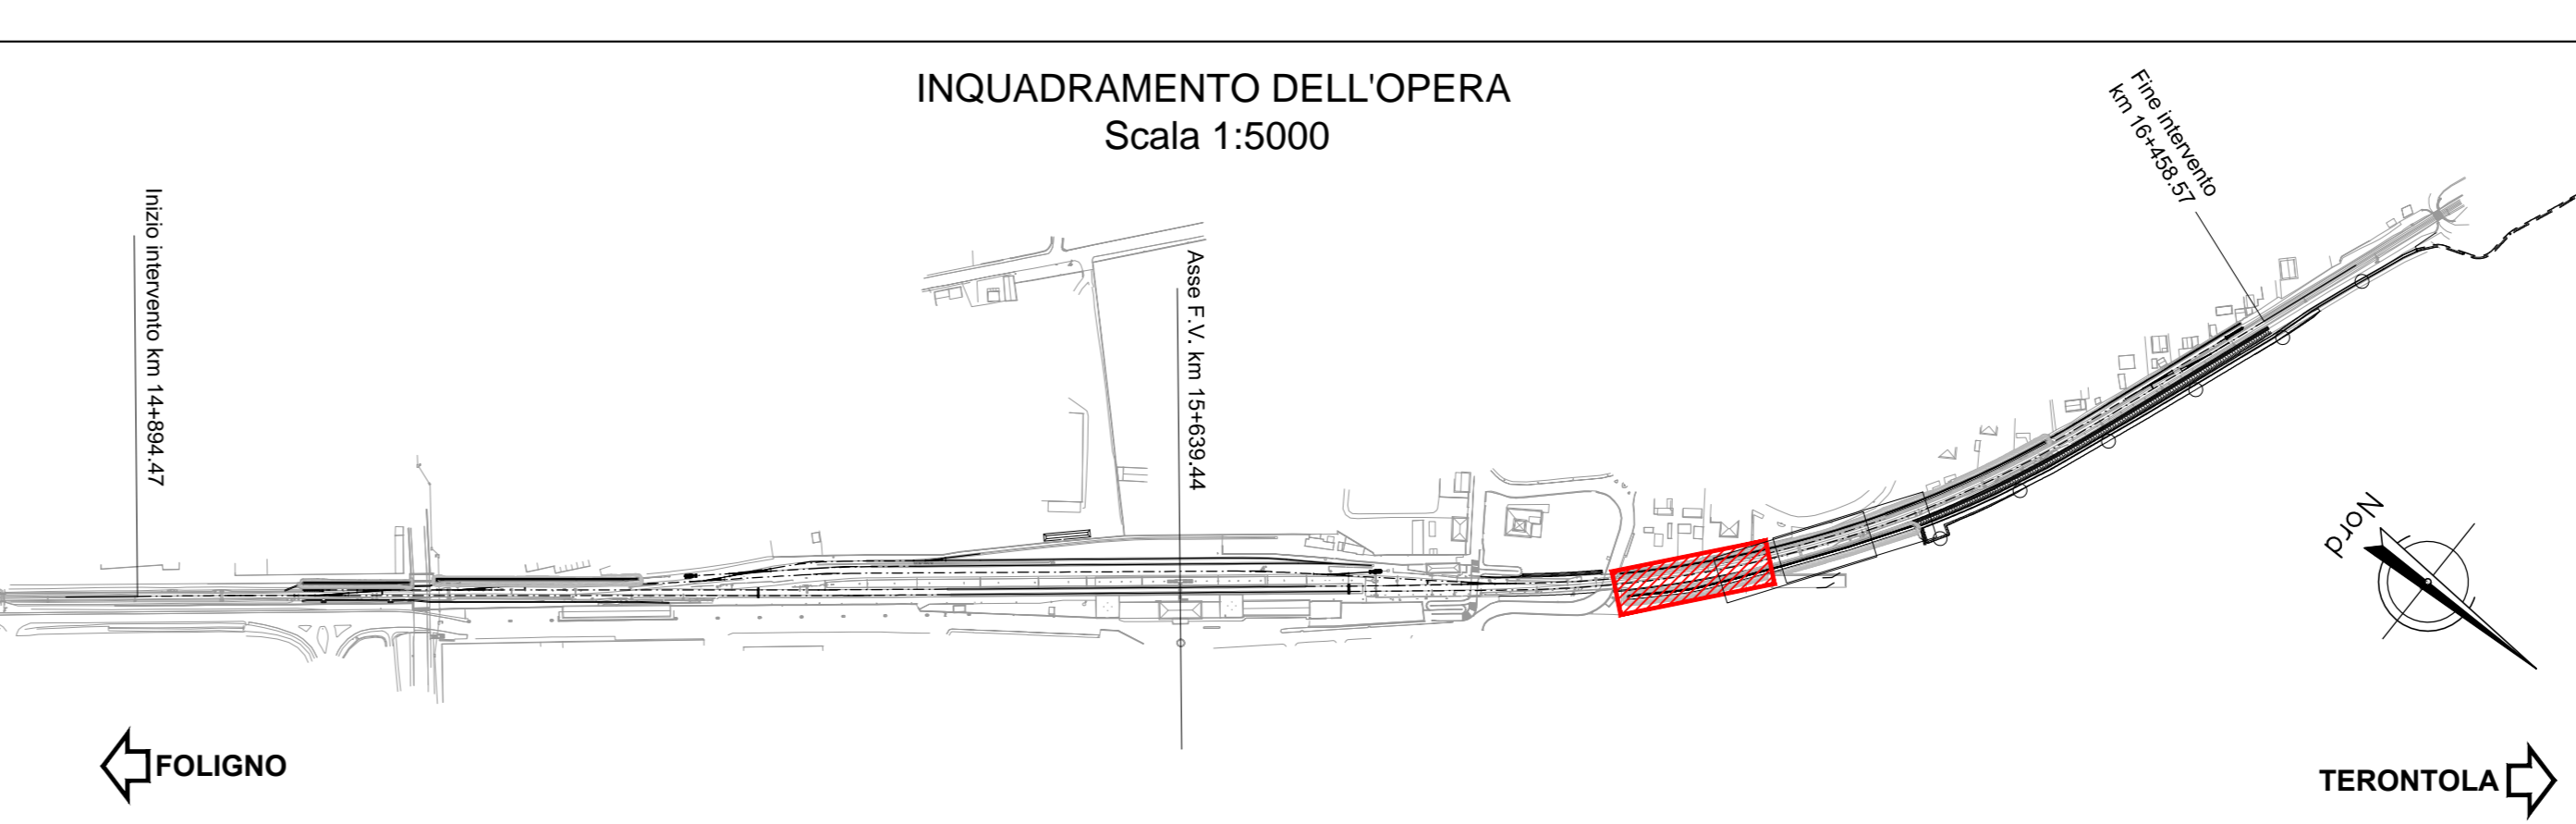 INQUADRAMENTO DELL'OPERA
Scala 1:5000
Inizio intervento km 14+894.47
Asse F.V. km 15+639.44
Fine intervento
km 16+458.57
Nord
FOLIGNO
TERONTOLA